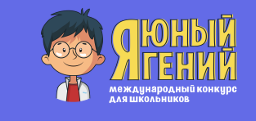 Я ЮНЫЙ
ГЕНИЙ
МЕЖДУНАРОДНЫЙ КОНКУРС
ДЛЯ ШКОЛЬНИКОВ